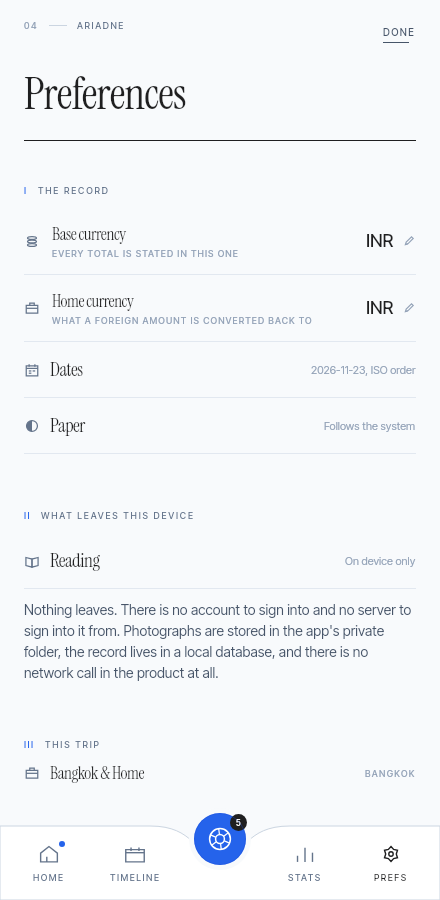 04 ARIADNE
DONE
Preferences
I THE RECORD
Base currency
EVERY TOTAL IS STATED IN THIS ONE
INR
Home currency
WHAT A FOREIGN AMOUNT IS CONVERTED BACK TO
INR
Dates
2026-11-23, ISO order
Paper
Follows the system
II WHAT LEAVES THIS DEVICE
Reading
On device only
Nothing leaves. There is no account to sign into and no server to
sign into it from. Photographs are stored in the app's private
folder, the record lives in a local database, and there is no
network call in the product at all.
III THIS TRIP
Bangkok & Home
BANGKOK
5
HOME
TIMELINE
STATS
PREFS